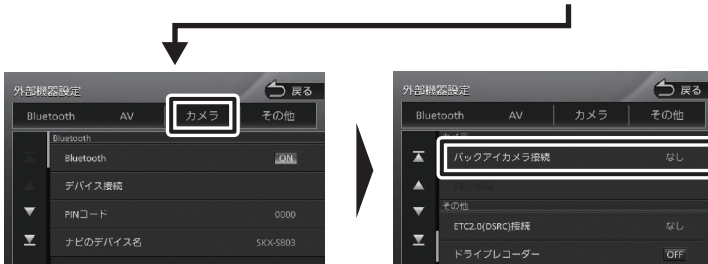 外部機器設定
戻る
Bluetooth AV カメラ その他
Bluetooth
Bluetooth ON
デバイス接続
PINコード 0000
ナビのデバイス名 SKX-S803
外部機器設定
戻る
Bluetooth AV カメラ その他
カメラ
バックアイカメラ接続 なし
その他
ETC2.0(DSRC)接続 なし
ドライブレコーダー OFF